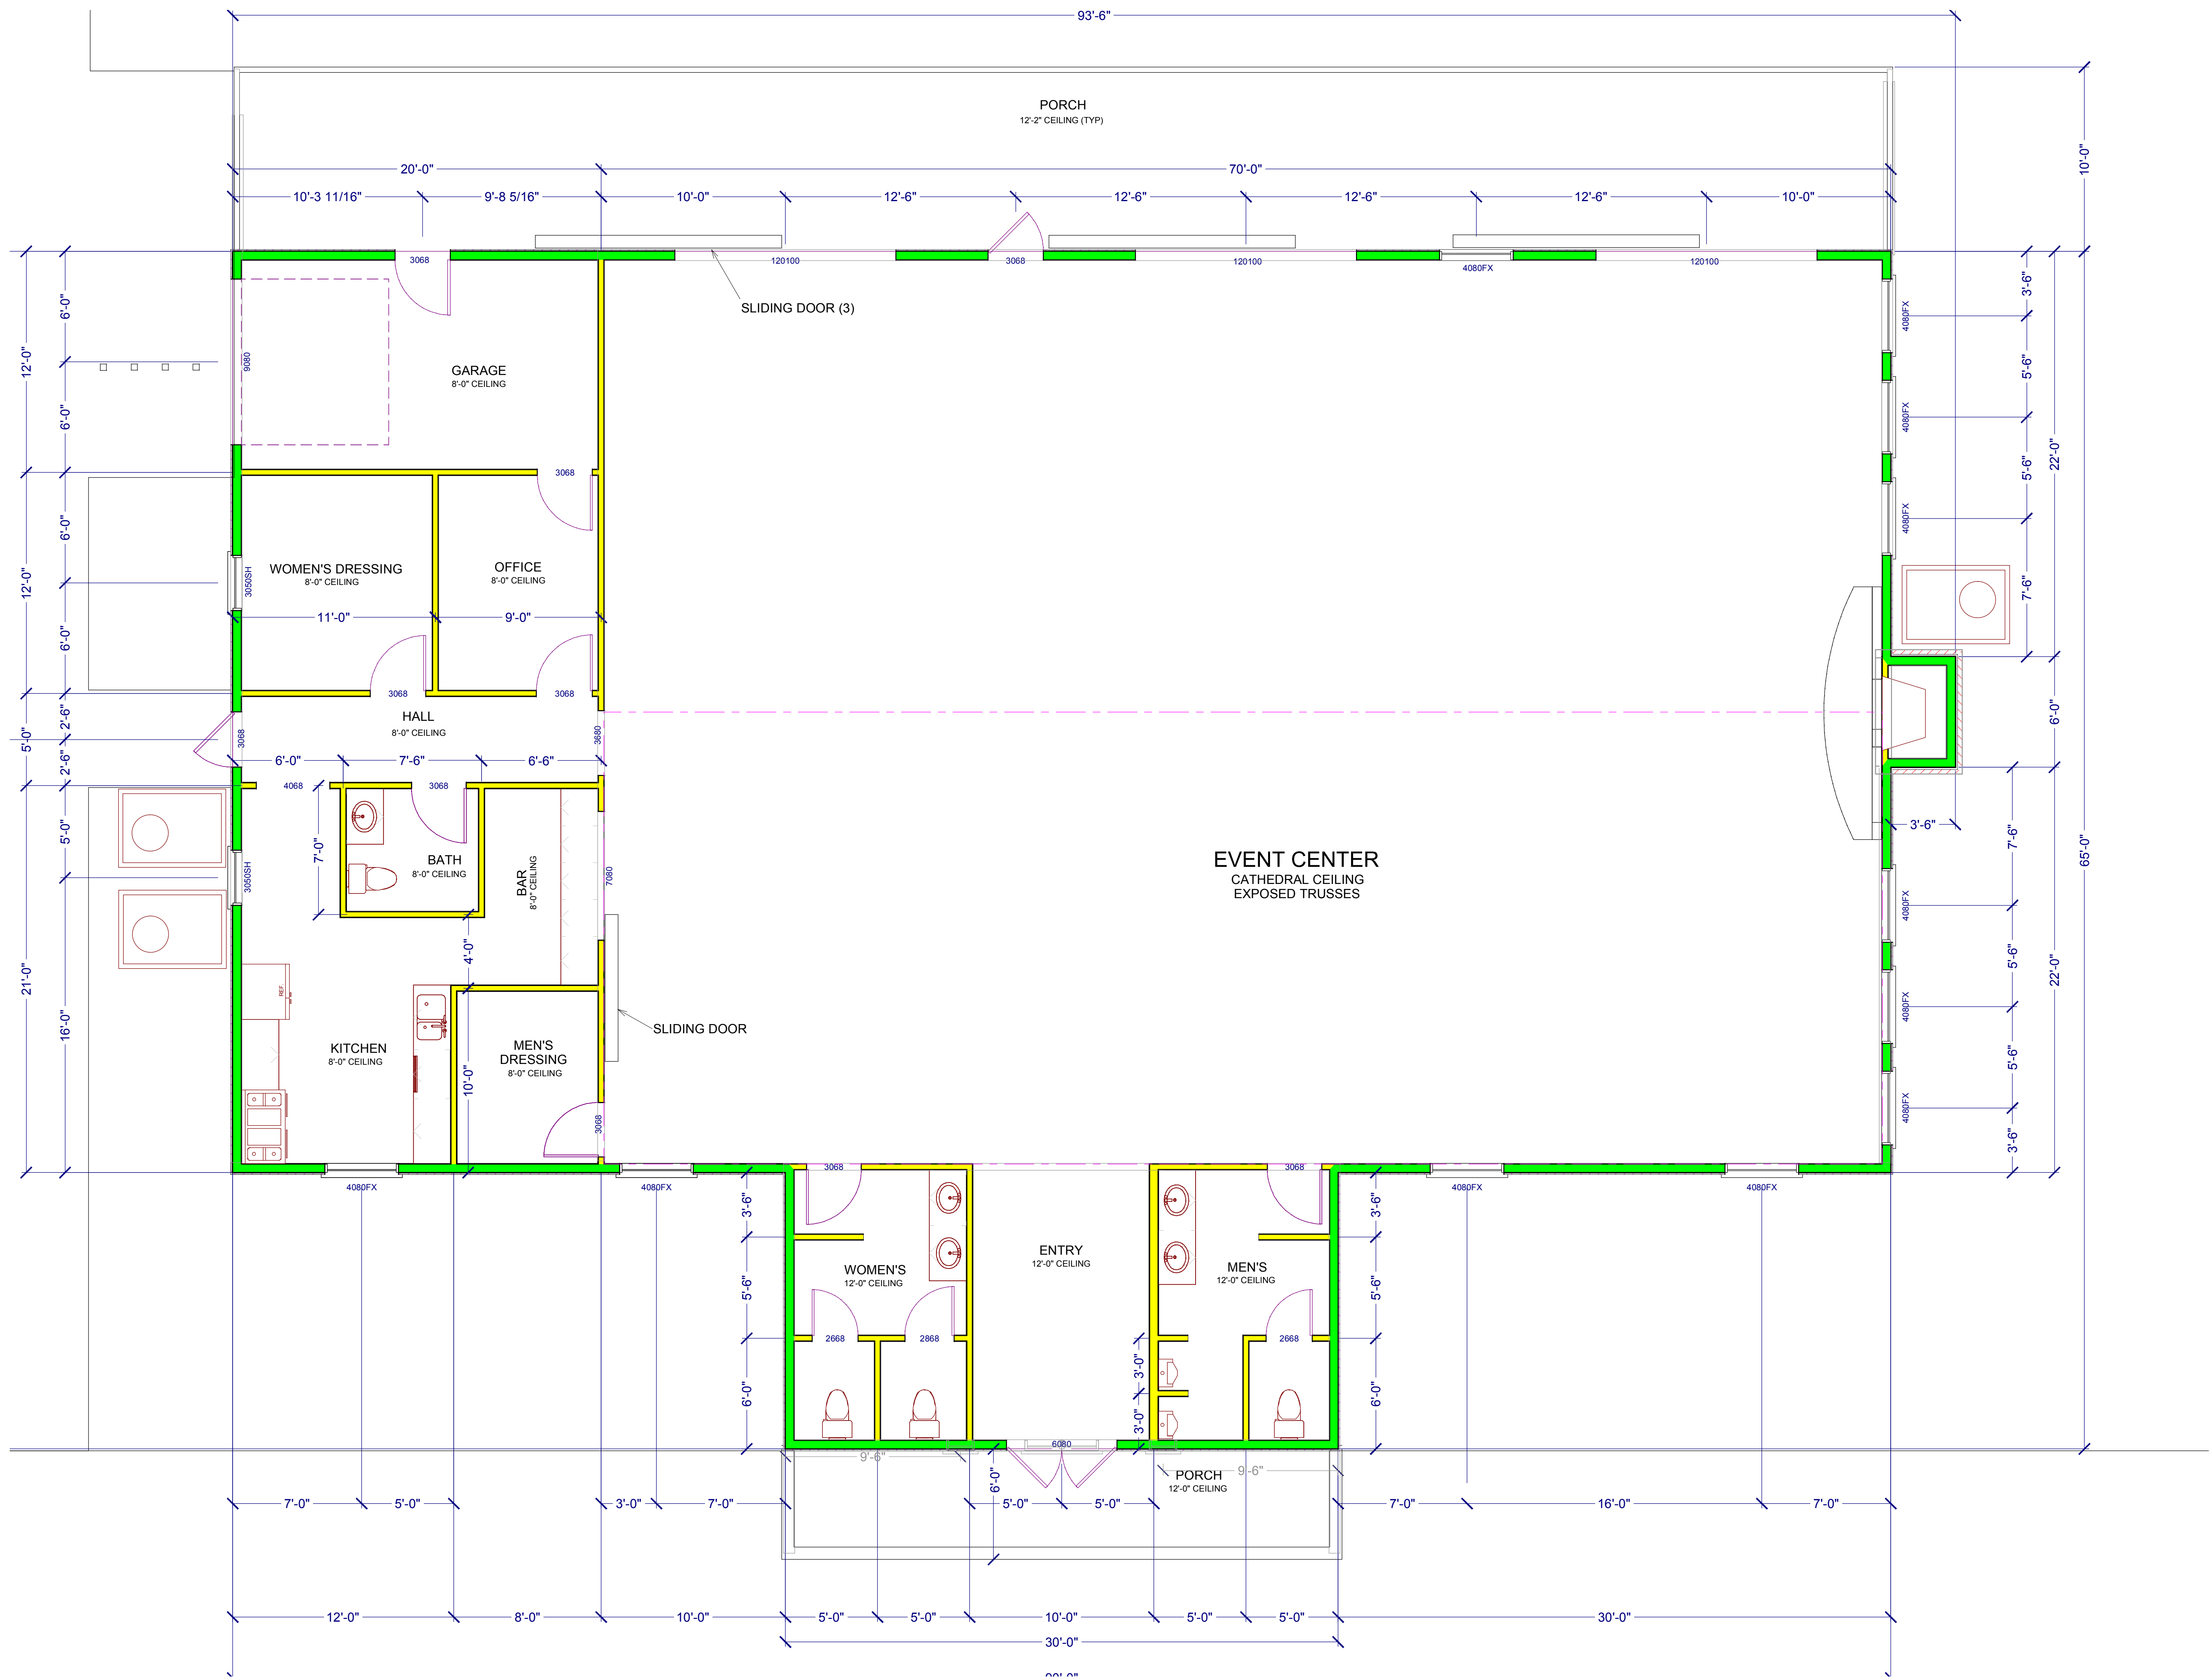 93'-6"
PORCH
12'-2" CEILING (TYP)
20'-0"
70'-0"
10'-0"
10'-3 11/16"
9'-8 5/16"
10'-0"
12'-6"
12'-6"
12'-6"
12'-6"
10'-0"
3068
120100
3068
120100
4080FX
120100
SLIDING DOOR (3)
6'-0"
12'-0"
6'-0"
9080
GARAGE
8'-0" CEILING
3068
4080FX
4080FX
4080FX
3'-6"
5'-6"
5'-6"
22'-0"
7'-6"
6'-0"
12'-0"
6'-0"
3050SH
WOMEN'S DRESSING
8'-0" CEILING
OFFICE
8'-0" CEILING
11'-0"
9'-0"
3068
3068
2'-6"
5'-0"
2'-6"
3068
HALL
8'-0" CEILING
3680
6'-0"
7'-6"
6'-6"
4068
3068
6'-0"
3'-6"
65'-0"
5'-0"
3050SH
7'-0"
BATH
8'-0" CEILING
BAR
8'-0" CEILING
7080
EVENT CENTER
CATHEDRAL CEILING
EXPOSED TRUSSES
7'-6"
4080FX
5'-6"
22'-0"
4080FX
5'-6"
4080FX
3'-6"
21'-0"
16'-0"
4'-0"
REF.
SLIDING DOOR
KITCHEN
8'-0" CEILING
MEN'S
DRESSING
8'-0" CEILING
10'-0"
3068
4080FX
4080FX
3068
3068
4080FX
4080FX
3'-6"
3'-6"
WOMEN'S
12'-0" CEILING
ENTRY
12'-0" CEILING
MEN'S
12'-0" CEILING
5'-6"
5'-6"
2668
2868
2668
6'-0"
3'-0"
3'-0"
6'-0"
6080
9'-6"
9'-6"
6'-0"
PORCH
12'-0" CEILING
7'-0"
5'-0"
3'-0"
7'-0"
5'-0"
5'-0"
7'-0"
16'-0"
7'-0"
12'-0"
8'-0"
10'-0"
5'-0"
5'-0"
10'-0"
5'-0"
5'-0"
30'-0"
30'-0"